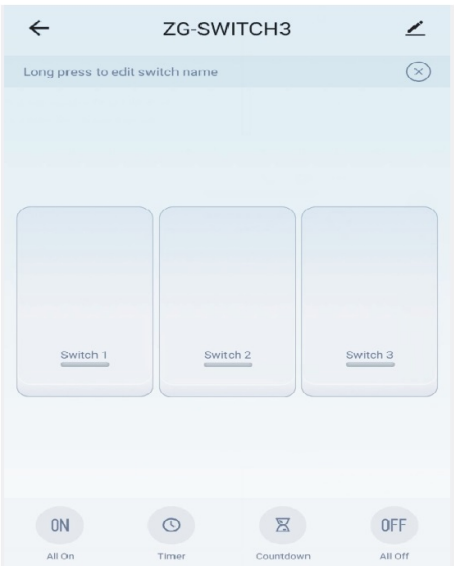 ZG-SWITCH3
Long press to edit switch name
Switch 1 Switch 2 Switch 3
ON OFF
All On Timer Countdown All Off